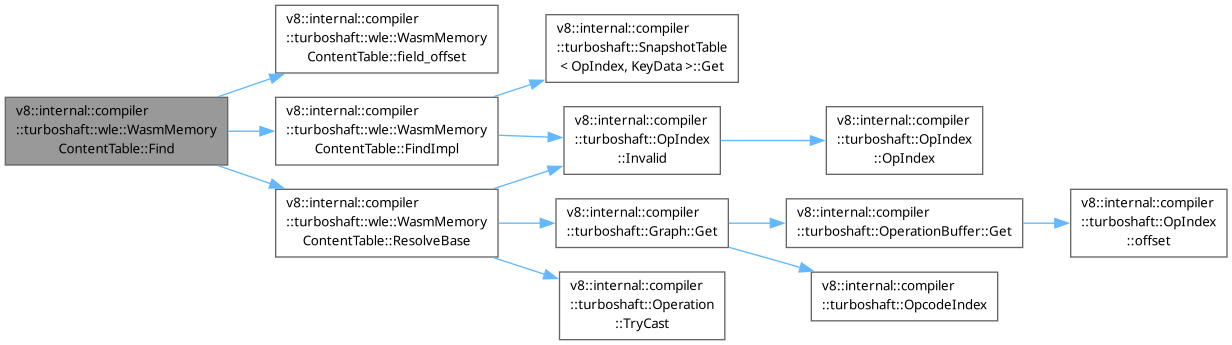 v8::internal::compiler
::turboshaft::wle::WasmMemory
ContentTable::Find
v8::internal::compiler
::turboshaft::wle::WasmMemory
ContentTable::field_offset
v8::internal::compiler
::turboshaft::wle::WasmMemory
ContentTable::FindImpl
v8::internal::compiler
::turboshaft::SnapshotTable
< OpIndex, KeyData >::Get
v8::internal::compiler
::turboshaft::OpIndex
::Invalid
v8::internal::compiler
::turboshaft::OpIndex
::OpIndex
v8::internal::compiler
::turboshaft::wle::WasmMemory
ContentTable::ResolveBase
v8::internal::compiler
::turboshaft::Graph::Get
v8::internal::compiler
::turboshaft::OperationBuffer::Get
v8::internal::compiler
::turboshaft::OpIndex
::offset
v8::internal::compiler
::turboshaft::OpcodeIndex
v8::internal::compiler
::turboshaft::Operation
::TryCast